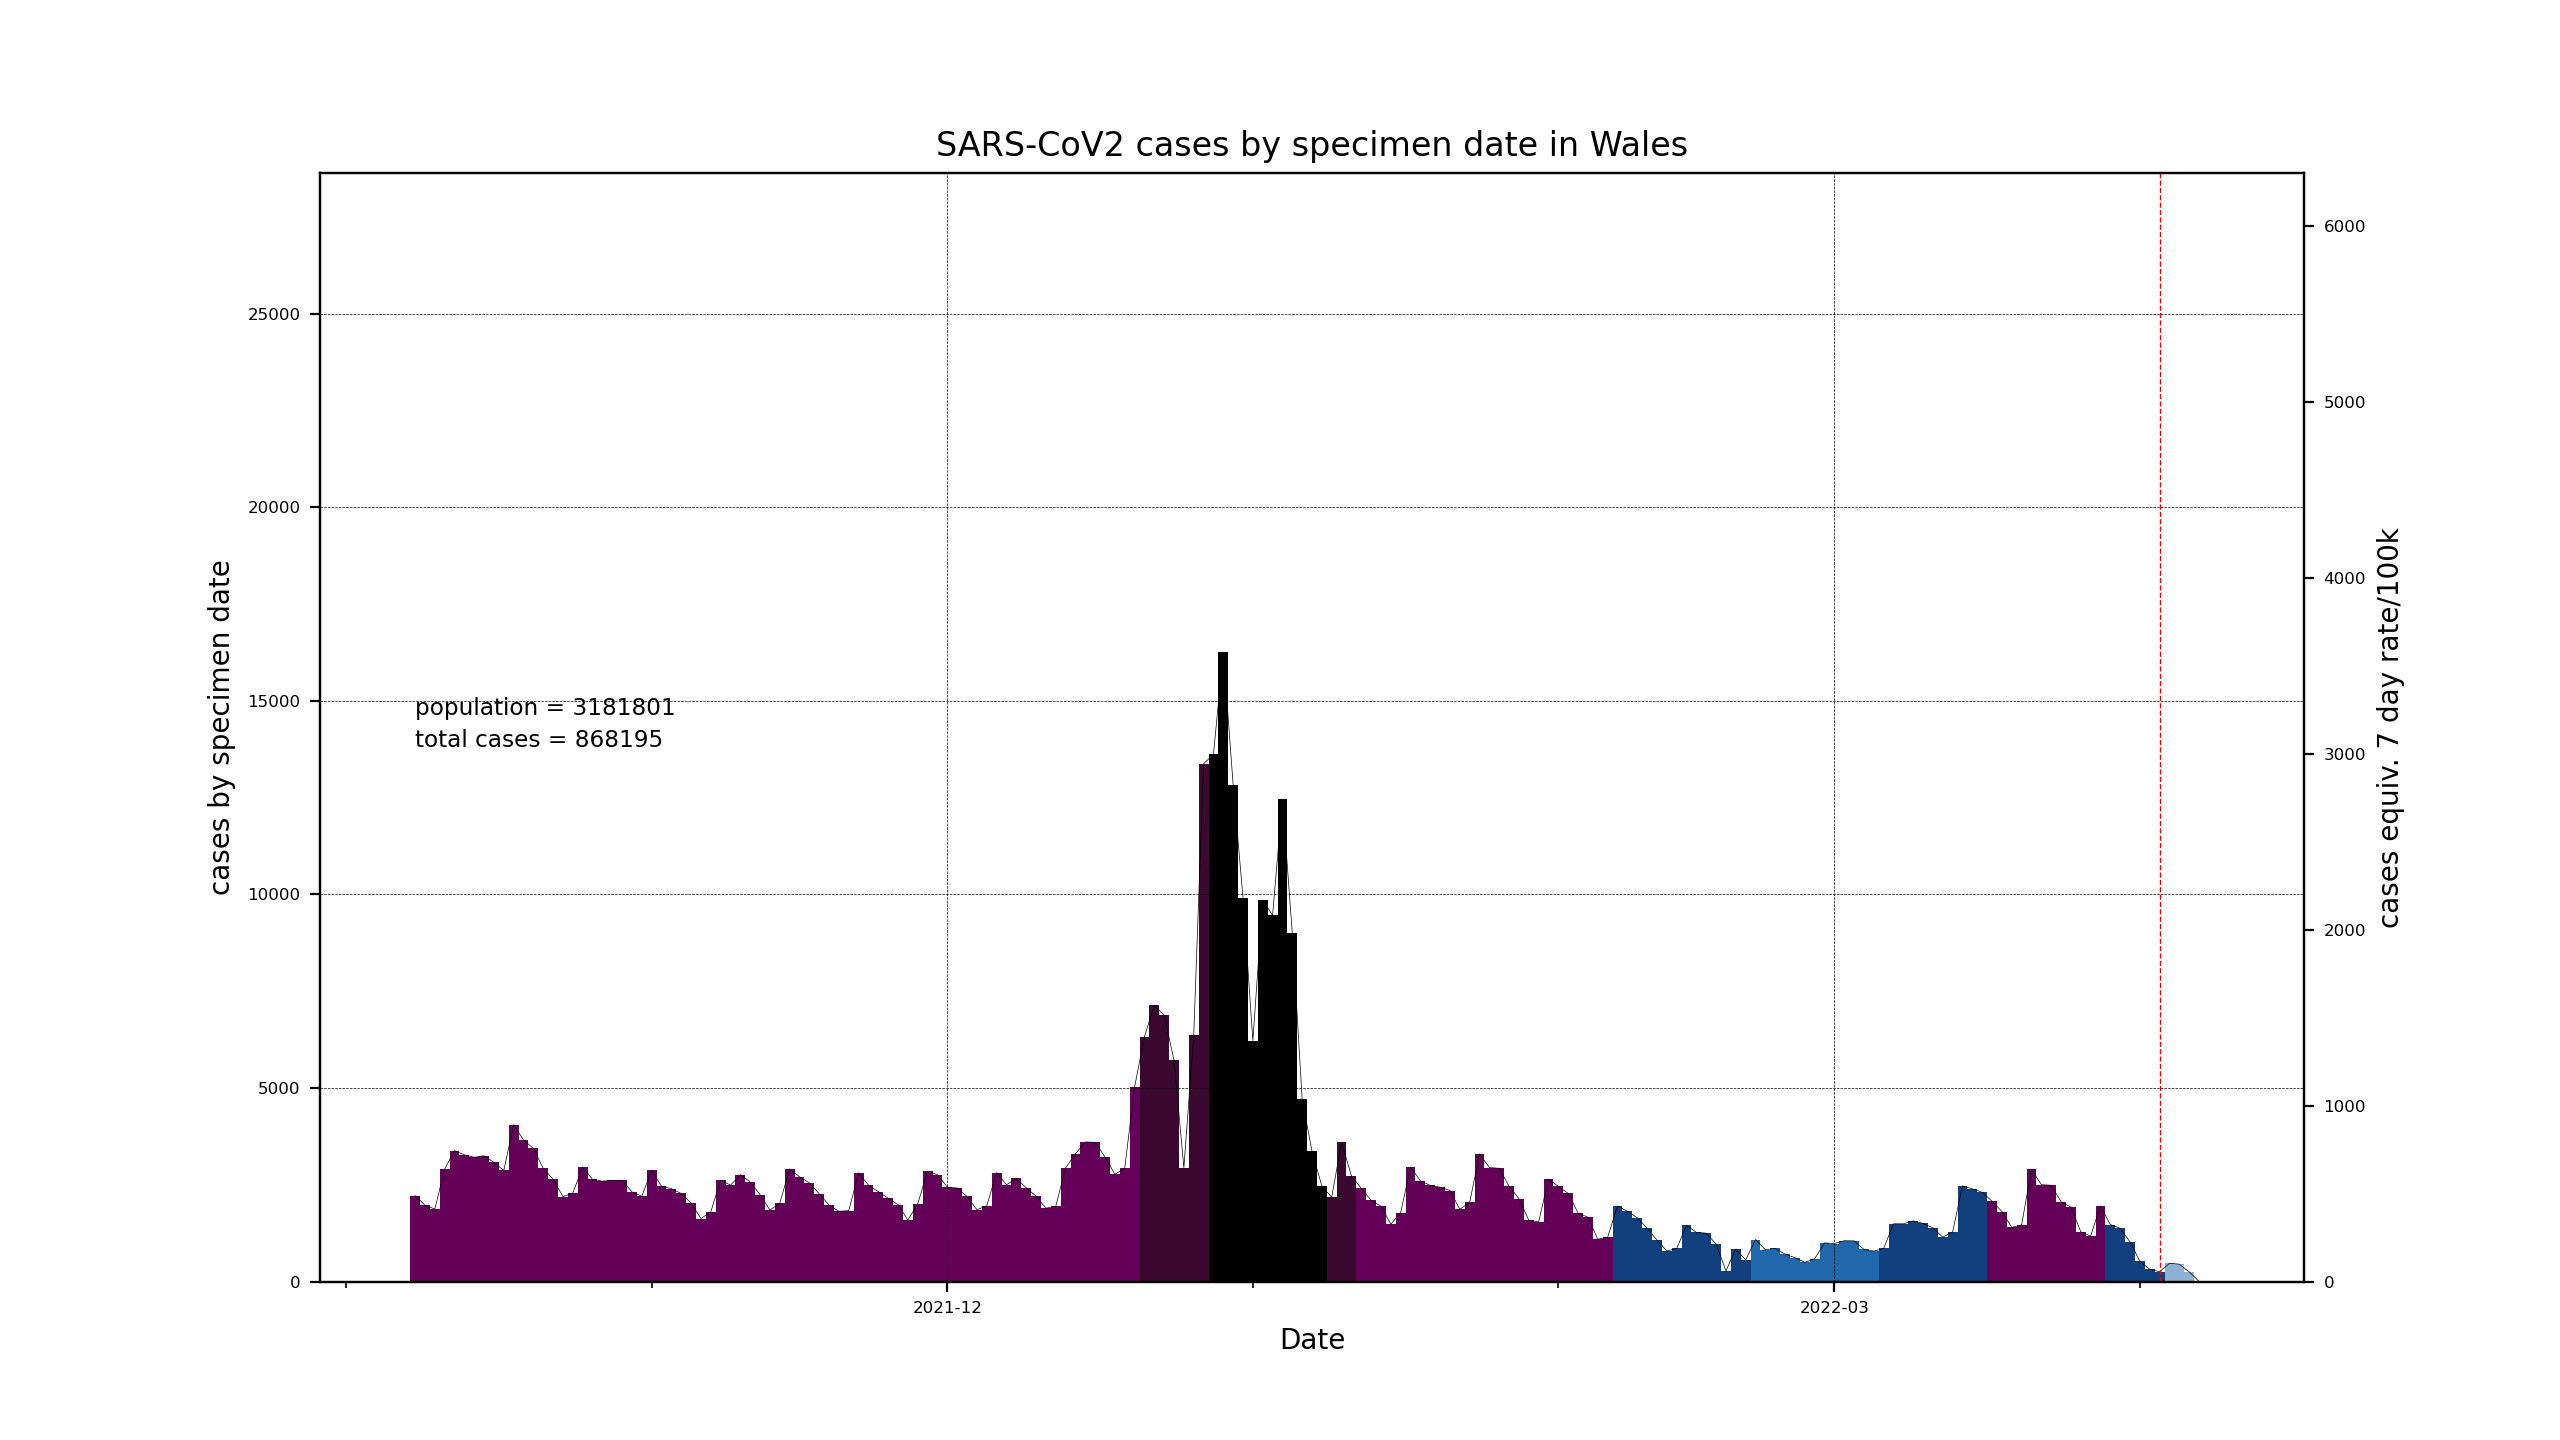 SARS-CoV2 cases by specimen date in Wales
cases by specimen date
25000
20000
15000
10000
5000
0
population = 3181801
total cases = 868195
6000
5000
4000
3000
2000
1000
0
cases equiv. 7 day rate/100k
2021-12
2022-03
Date